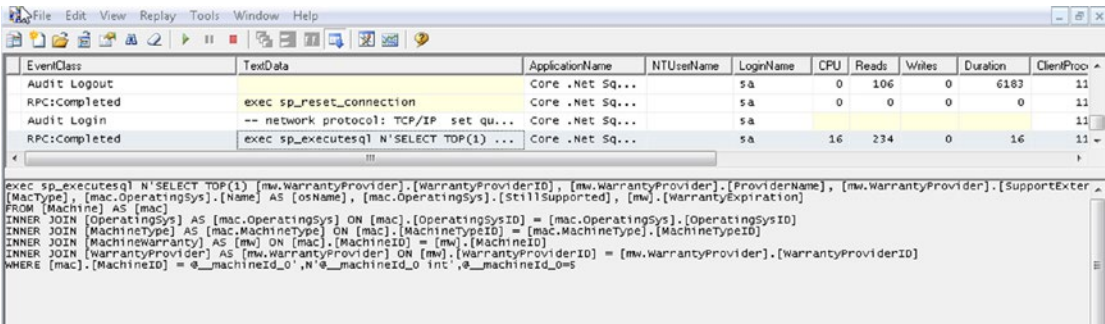 File Edit View Replay Tools Window Help
EventClass TextData ApplicationName NTUserName LoginName CPU Reads Writes Duration ClientProc
Audit Logout Core .Net Sq... sa 0 106 0 6183 11
RPC:Completed exec sp_reset_connection Core .Net Sq... sa 0 0 0 0 11
Audit Login -- network protocol: TCP/IP set qu... Core .Net Sq... sa 11
RPC:Completed exec sp_executesql N'SELECT TOP(1) ... Core .Net Sq... sa 16 234 0 16 11
exec sp_executesql N'SELECT TOP(1) [mw.WarrantyProvider].[WarrantyProviderID], [mw.WarrantyProvider].[ProviderName], [mw.WarrantyProvider].[SupportExter
[MacType], [mac.OperatingSys].[Name] AS [osName], [mac.OperatingSys].[StillSupported], [mw].[WarrantyExpiration]
FROM [Machine] AS [mac]
INNER JOIN [OperatingSys] AS [mac.OperatingSys] ON [mac].[OperatingSysID] = [mac.OperatingSys].[OperatingSysID]
INNER JOIN [MachineType] AS [mac.MachineType] ON [mac].[MachineTypeID] = [mac.MachineType].[MachineTypeID]
INNER JOIN [MachineWarranty] AS [mw] ON [mac].[MachineID] = [mw].[MachineID]
INNER JOIN [WarrantyProvider] AS [mw.WarrantyProvider] ON [mw].[WarrantyProviderID] = [mw.WarrantyProvider].[WarrantyProviderID]
WHERE [mac].[MachineID] = @__machineId_0',N'@__machineId_0 int',@__machineId_0=5